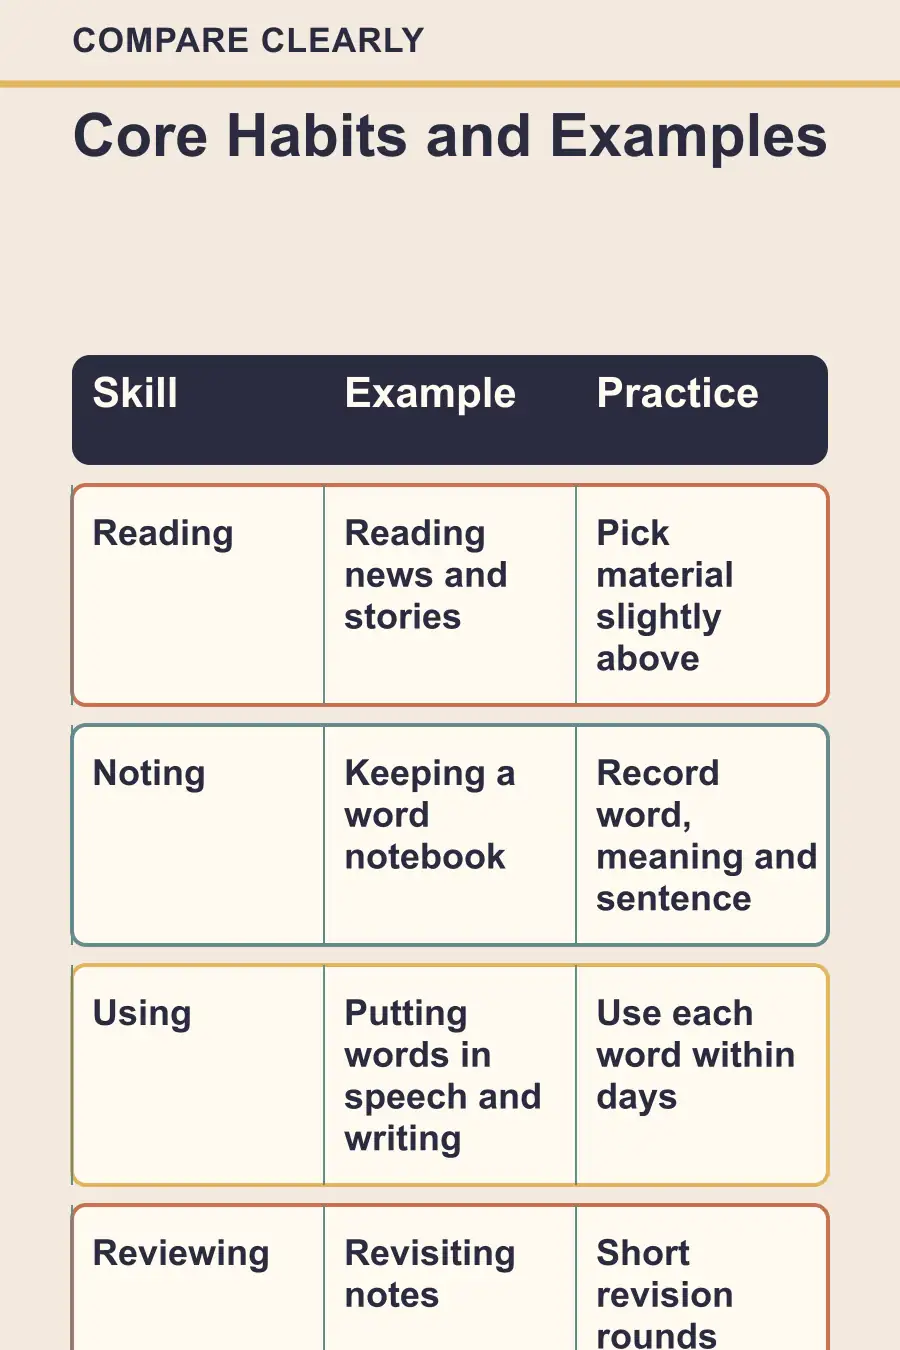 COMPARE CLEARLY
Core Habits and Examples
Skill Example Practice
Reading
Reading
news and
stories
Pick
material
slightly
above
Noting
Keeping a
word
notebook
Record
word,
meaning and
sentence
Using
Putting
words in
speech and
writing
Use each
word within
days
Reviewing
Revisiting
notes
Short
revision
rounds